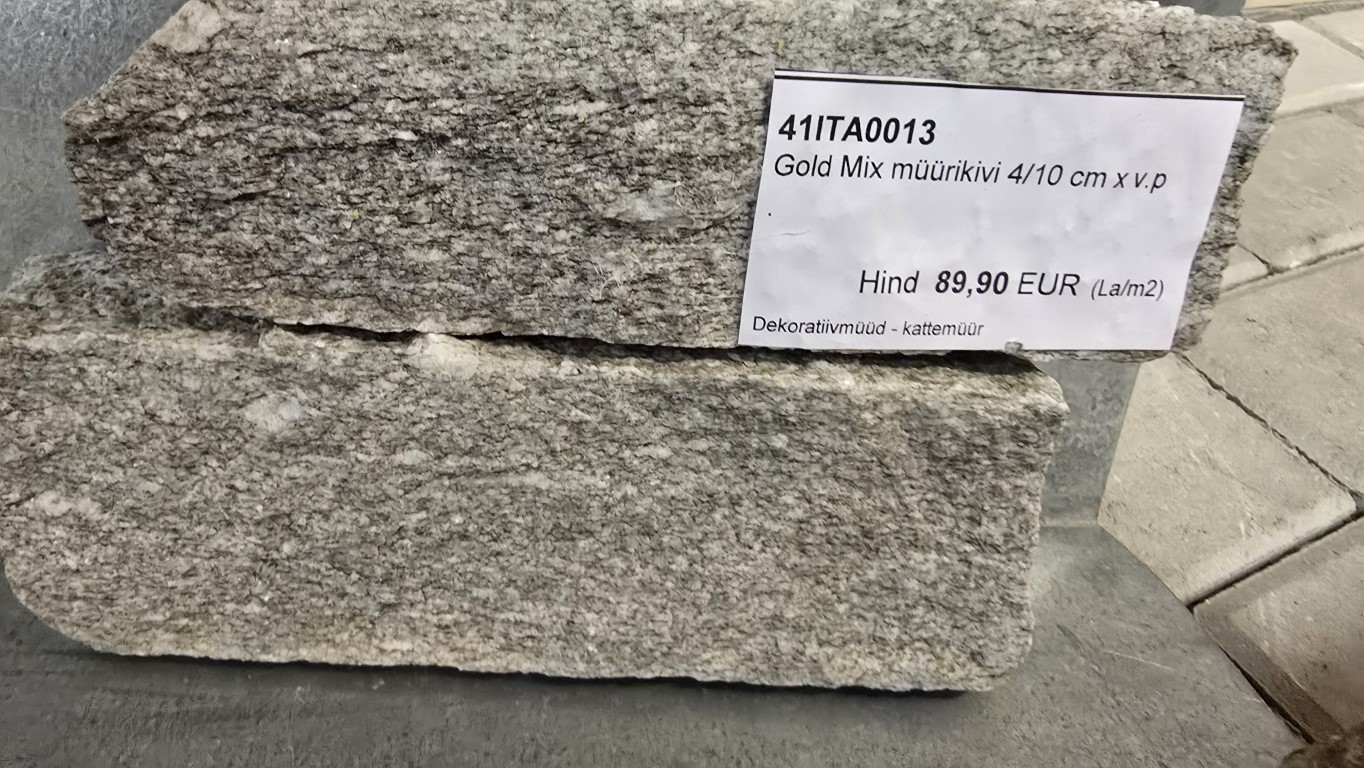 41ITA0013
Gold Mix müürikivi 4/10 cm x v.p
Hind 89,90 EUR (La/m2)
Dekoratiivmüüd - kattemüür